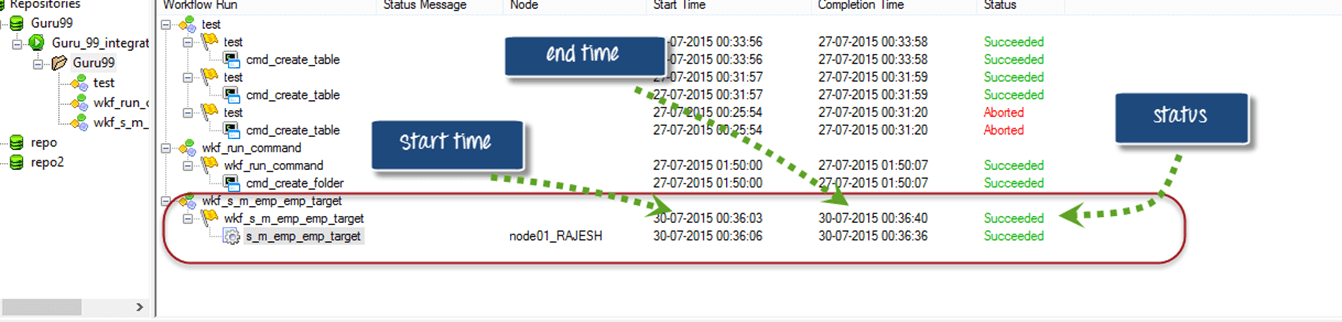 Repositories
Guru99
Guru_99_integrat
Guru99
test
wkf_run_c
wkf_s_m_
repo
repo2
Workflow Run Status Message Node Start Time Completion Time Status
test
test 27-07-2015 00:33:56 27-07-2015 00:33:58 Succeeded
cmd_create_table 27-07-2015 00:33:56 27-07-2015 00:33:58 Succeeded
test 27-07-2015 00:31:57 27-07-2015 00:31:59 Succeeded
cmd_create_table 27-07-2015 00:31:57 27-07-2015 00:31:59 Succeeded
test 27-07-2015 00:25:54 27-07-2015 00:31:20 Aborted
cmd_create_table 27-07-2015 00:25:54 27-07-2015 00:31:20 Aborted
wkf_run_command
wkf_run_command 27-07-2015 01:50:00 27-07-2015 01:50:07 Succeeded
cmd_create_folder 27-07-2015 01:50:00 27-07-2015 01:50:07 Succeeded
wkf_s_m_emp_emp_target
wkf_s_m_emp_emp_target 30-07-2015 00:36:03 30-07-2015 00:36:40 Succeeded
s_m_emp_emp_target node01_RAJESH 30-07-2015 00:36:06 30-07-2015 00:36:36 Succeeded
end time
start time
status